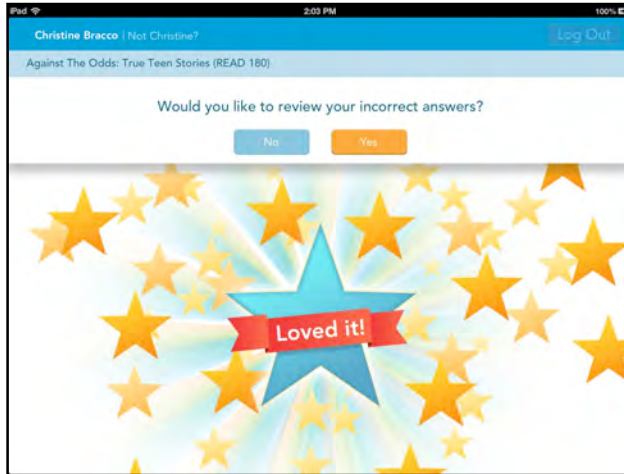 iPad 2:03 PM 100%
Christine Bracco | Not Christine? Log Out
Against The Odds: True Teen Stories (READ 180)
Would you like to review your incorrect answers?
No Yes
Loved it!